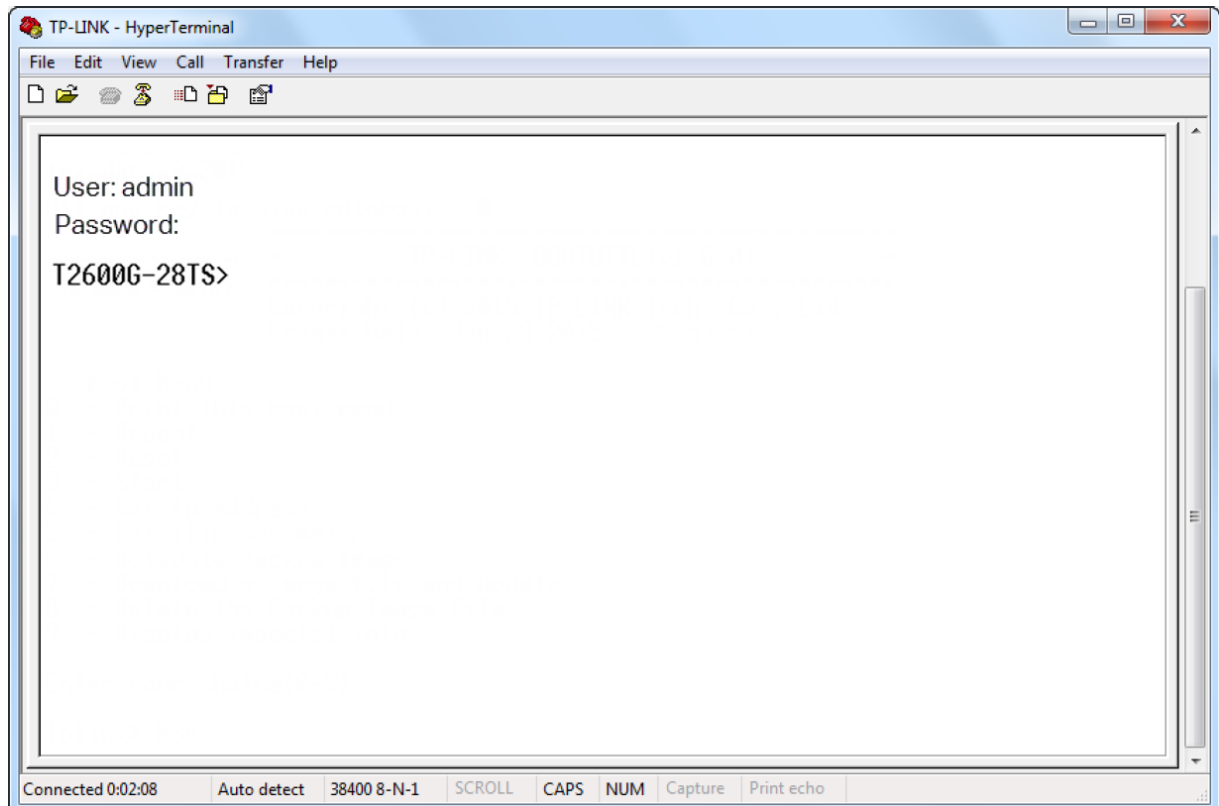 TP-LINK - HyperTerminal
File Edit View Call Transfer Help
User: admin
Password:
T2600G-28TS>
Connected 0:02:08 Auto detect 38400 8-N-1 SCROLL CAPS NUM Capture Print echo